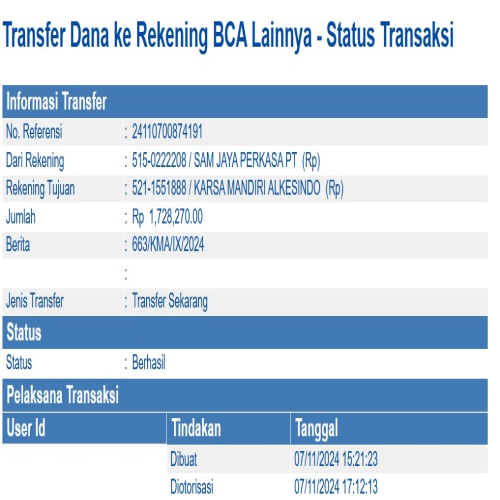 Transfer Dana ke Rekening BCA Lainnya - Status Transaksi
Informasi Transfer
No. Referensi : 24110700874191
Dari Rekening : 515-0222208 / SAM JAYA PERKASA PT (Rp)
Rekening Tujuan : 521-1551888 / KARSA MANDIRI ALKESINDO (Rp)
Jumlah : Rp 1,728,270.00
Berita : 663/KMA/IX/2024
:
Jenis Transfer : Transfer Sekarang
Status
Status : Berhasil
Pelaksana Transaksi
User Id Tindakan Tanggal
Dibuat 07/11/2024 15:21:23
Diotorisasi 07/11/2024 17:12:13